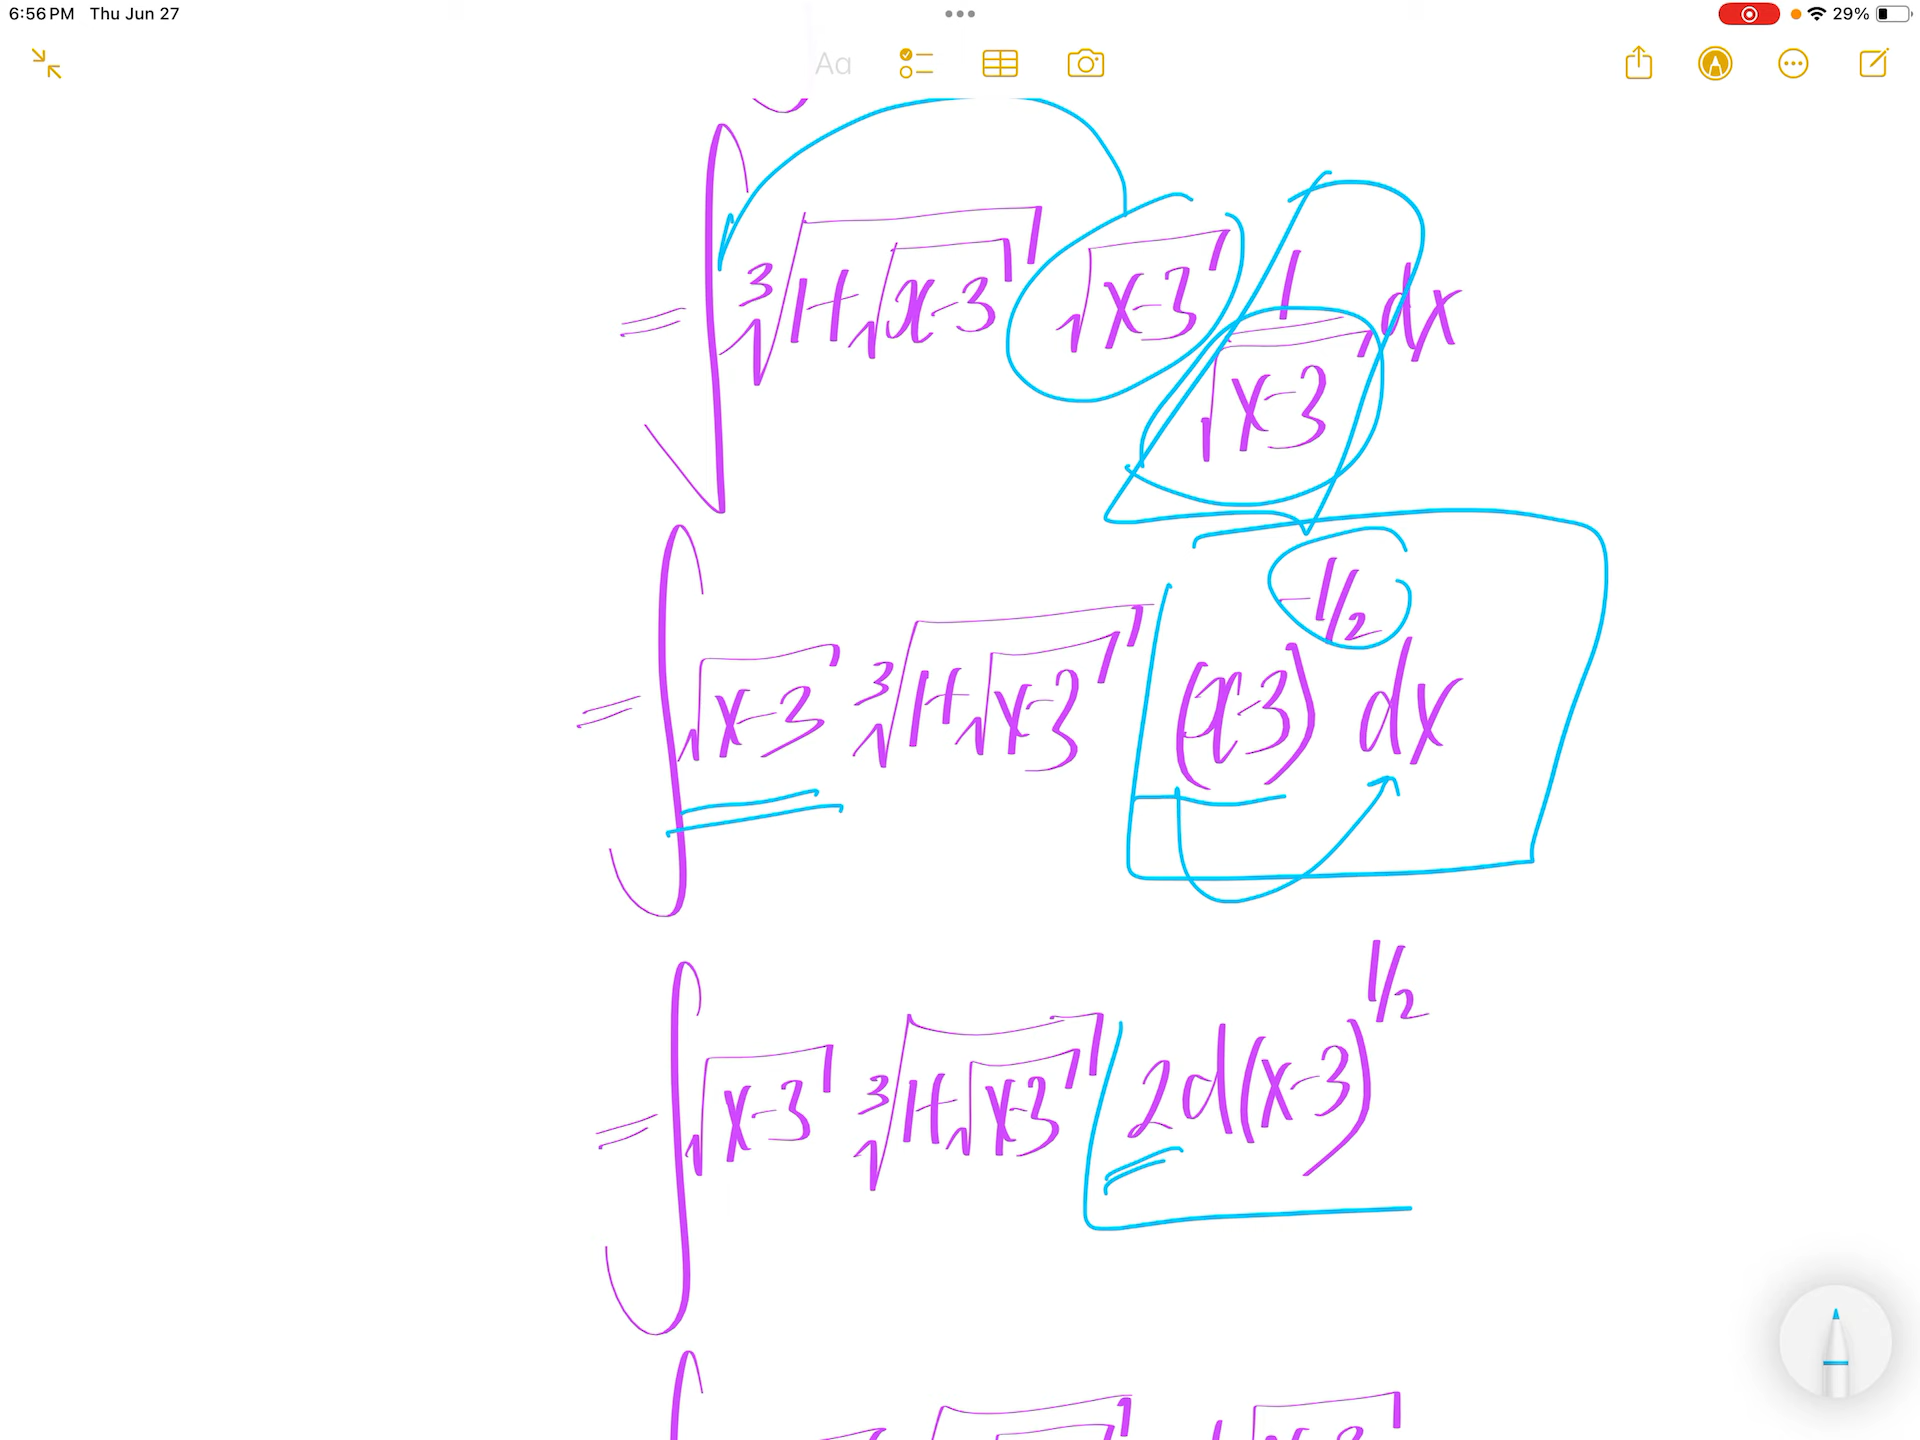 6:56 PM Thu Jun 27
29%
Aa
= ∫ ∛(1+√(x-3)) √(x-3) 1/√(x-3) dx
= ∫ √(x-3) ∛(1+√(x-3)) (x-3)^(-1/2) dx
= ∫ √(x-3) ∛(1+√(x-3)) 2d(x-3)^(1/2)